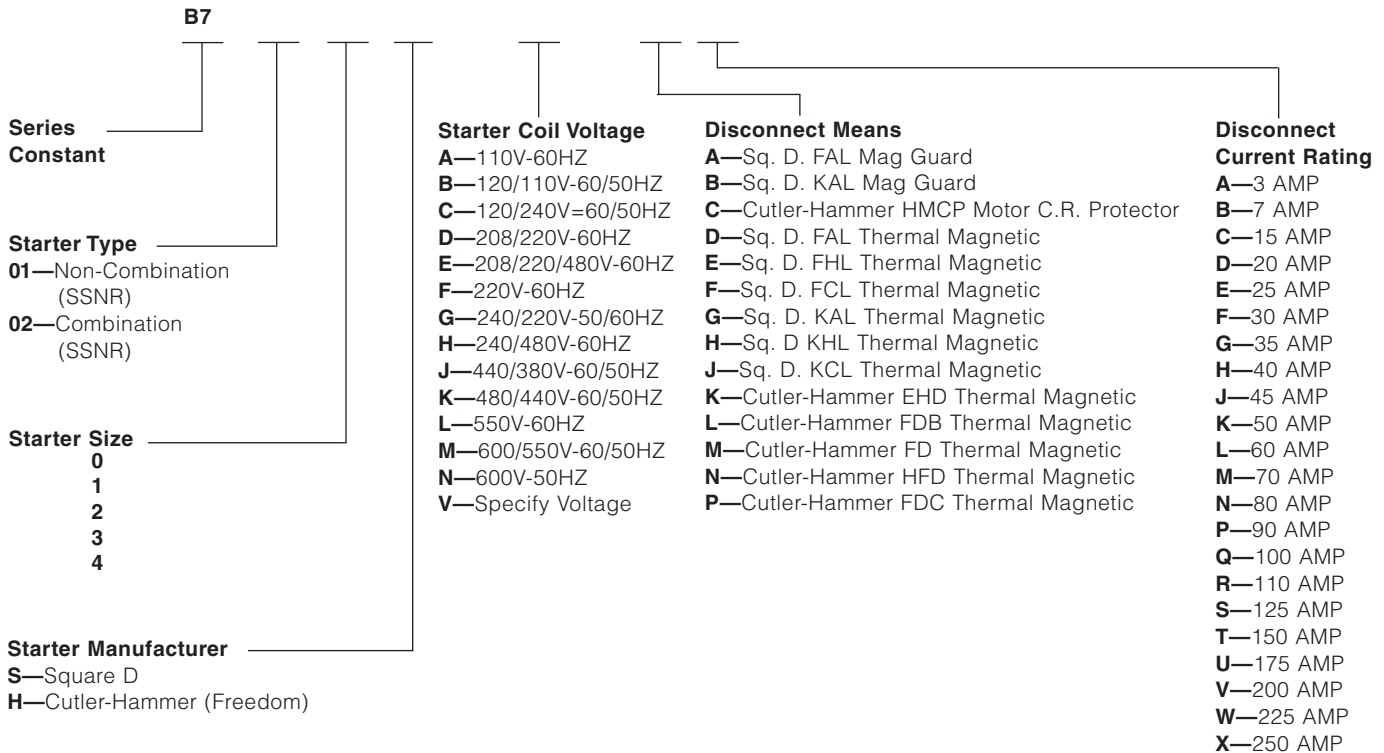 B7
Series
Constant
Starter Type
01—Non-Combination
(SSNR)
02—Combination
(SSNR)
Starter Size
0
1
2
3
4
Starter Manufacturer
S—Square D
H—Cutler-Hammer (Freedom)
Starter Coil Voltage
A—110V-60HZ
B—120/110V-60/50HZ
C—120/240V=60/50HZ
D—208/220V-60HZ
E—208/220/480V-60HZ
F—220V-60HZ
G—240/220V-50/60HZ
H—240/480V-60HZ
J—440/380V-60/50HZ
K—480/440V-60/50HZ
L—550V-60HZ
M—600/550V-60/50HZ
N—600V-50HZ
V—Specify Voltage
Disconnect Means
A—Sq. D. FAL Mag Guard
B—Sq. D. KAL Mag Guard
C—Cutler-Hammer HMCP Motor C.R. Protector
D—Sq. D. FAL Thermal Magnetic
E—Sq. D. FHL Thermal Magnetic
F—Sq. D. FCL Thermal Magnetic
G—Sq. D. KAL Thermal Magnetic
H—Sq. D KHL Thermal Magnetic
J—Sq. D. KCL Thermal Magnetic
K—Cutler-Hammer EHD Thermal Magnetic
L—Cutler-Hammer FDB Thermal Magnetic
M—Cutler-Hammer FD Thermal Magnetic
N—Cutler-Hammer HFD Thermal Magnetic
P—Cutler-Hammer FDC Thermal Magnetic
Disconnect
Current Rating
A—3 AMP
B—7 AMP
C—15 AMP
D—20 AMP
E—25 AMP
F—30 AMP
G—35 AMP
H—40 AMP
J—45 AMP
K—50 AMP
L—60 AMP
M—70 AMP
N—80 AMP
P—90 AMP
Q—100 AMP
R—110 AMP
S—125 AMP
T—150 AMP
U—175 AMP
V—200 AMP
W—225 AMP
X—250 AMP